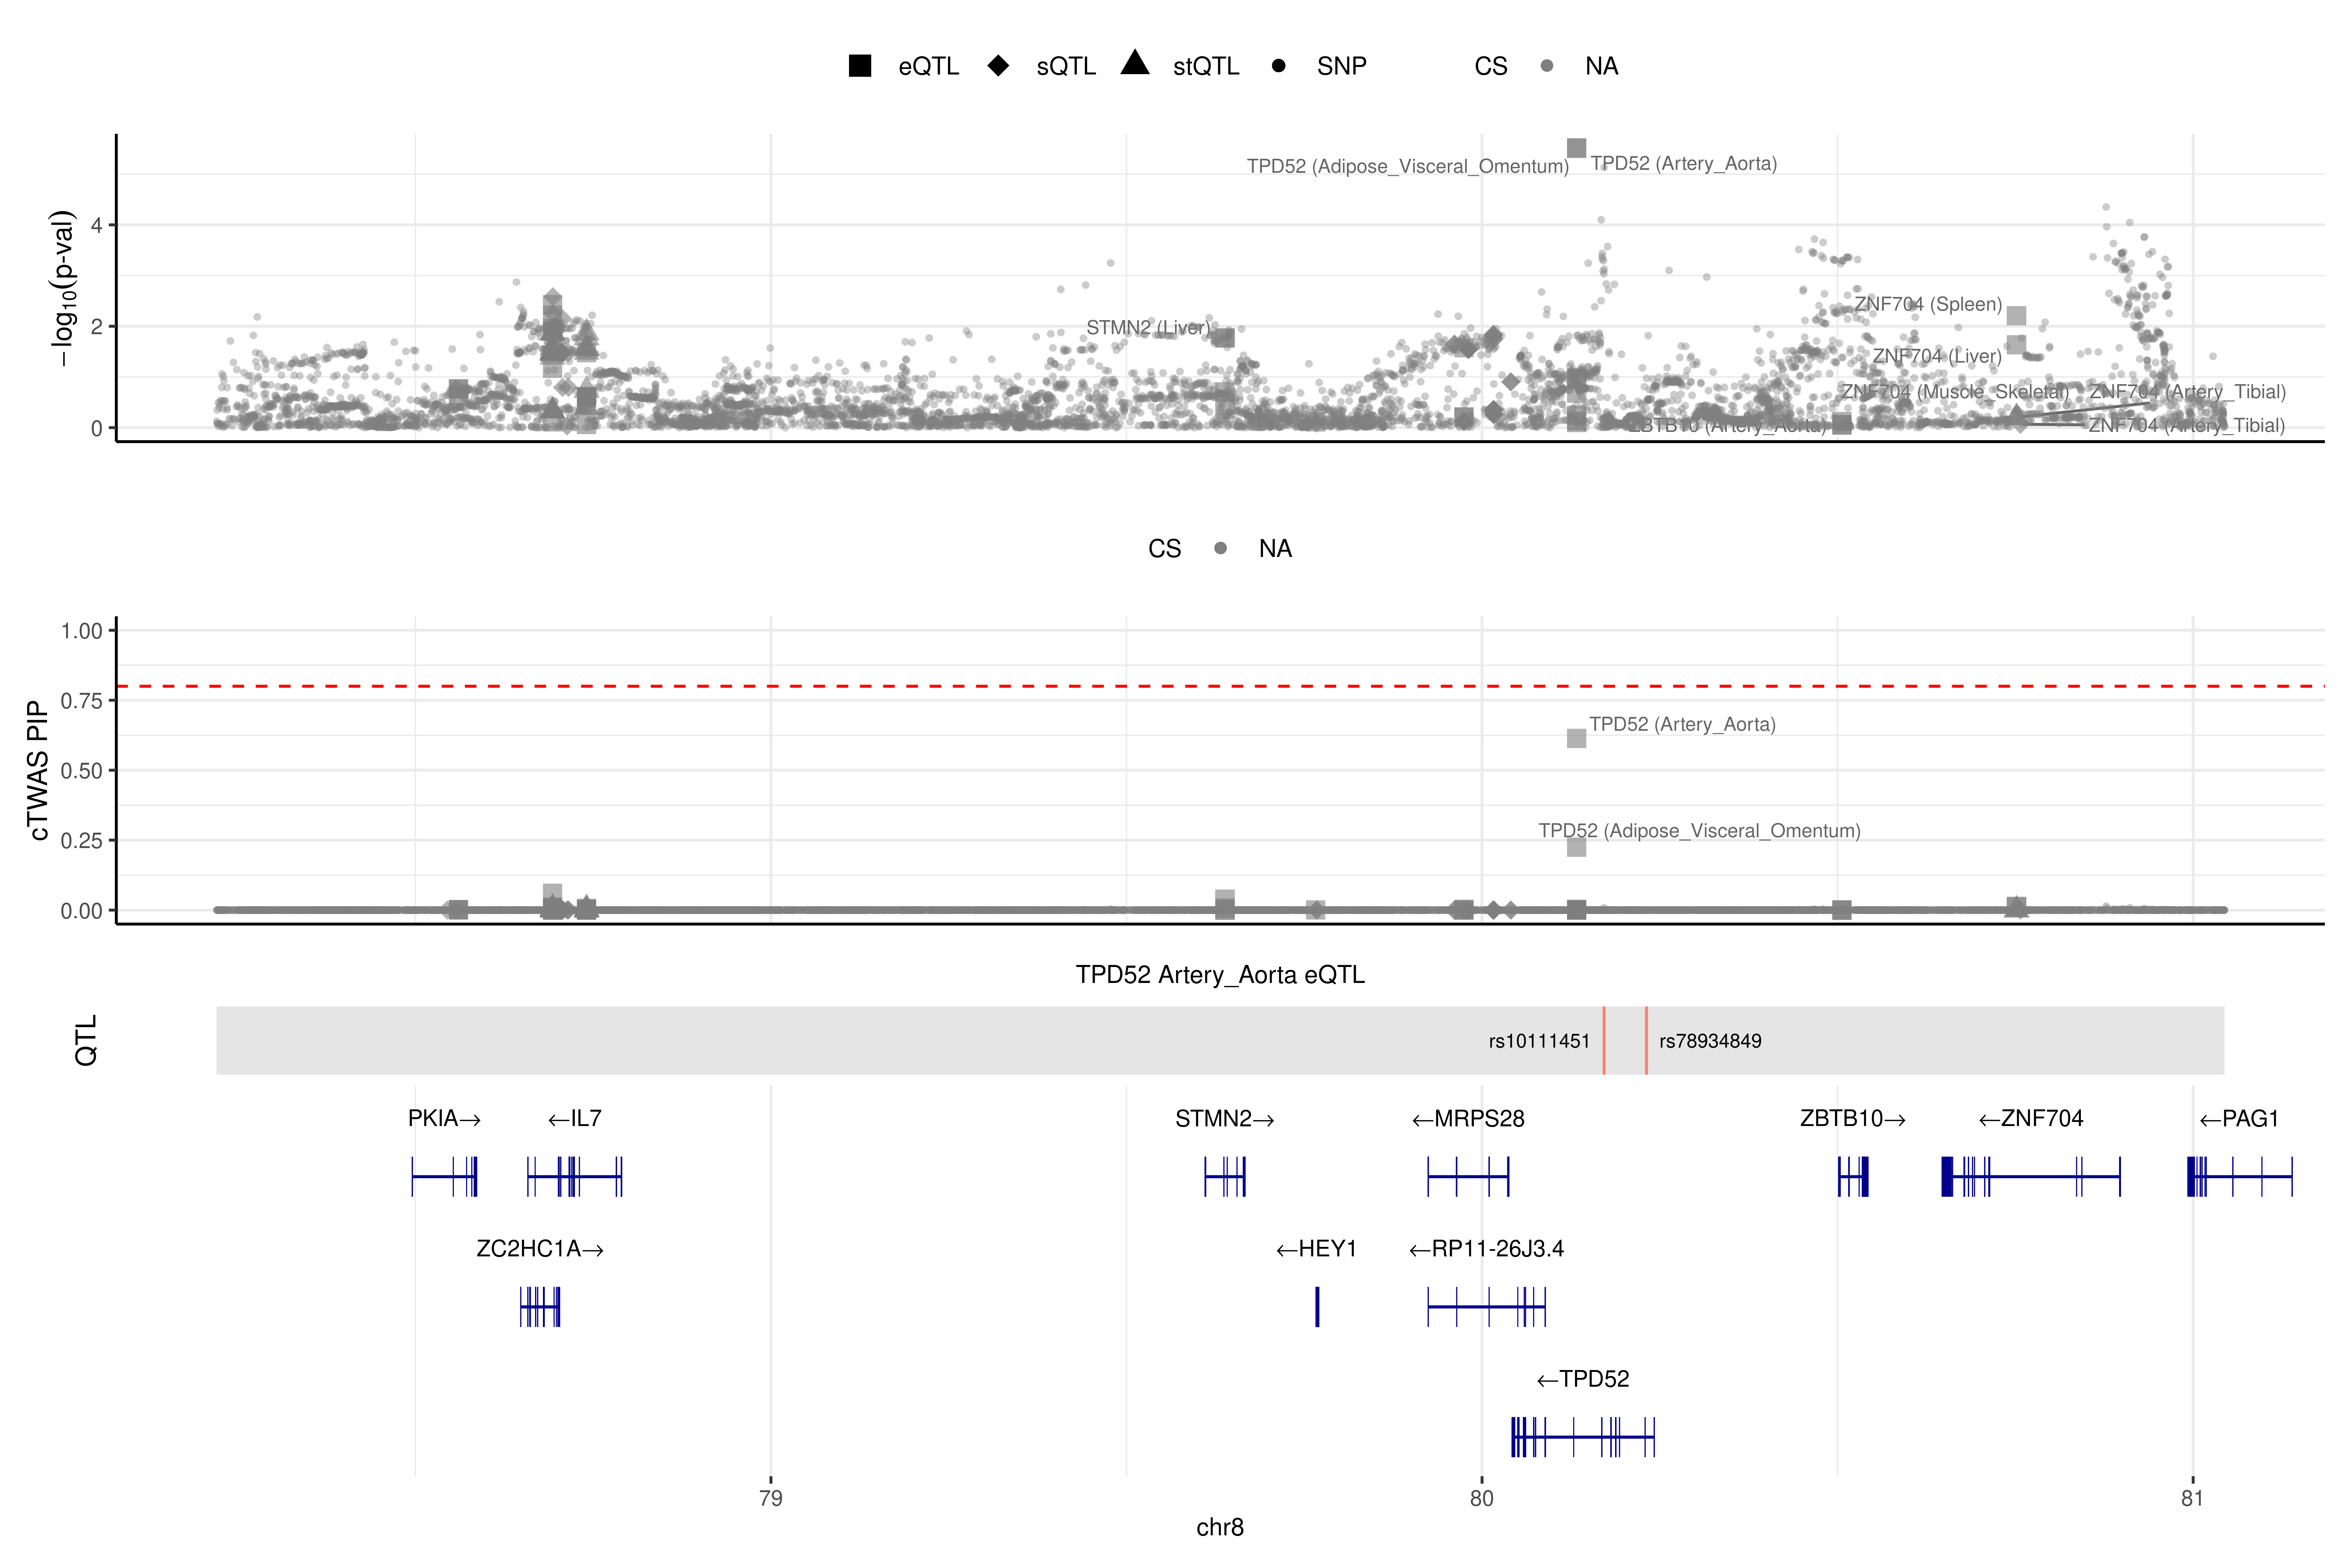 eQTL sQTL stQTL SNP CS NA
−log10(p-val)
4
2
0
TPD52 (Adipose_Visceral_Omentum) TPD52 (Artery_Aorta)
STMN2 (Liver)
ZNF704 (Spleen)
ZNF704 (Liver)
ZNF704 (Muscle_Skeletal) ZNF704 (Artery_Tibial)
ZBTB10 (Artery_Aorta) ZNF704 (Artery_Tibial)
CS NA
cTWAS PIP
1.00
0.75
0.50
0.25
0.00
TPD52 (Artery_Aorta)
TPD52 (Adipose_Visceral_Omentum)
TPD52 Artery_Aorta eQTL
QTL
rs10111451 rs78934849
PKIA→ ←IL7 STMN2→ ←MRPS28 ZBTB10→ ←ZNF704 ←PAG1
ZC2HC1A→ ←HEY1 ←RP11-26J3.4
←TPD52
79 80 81
chr8